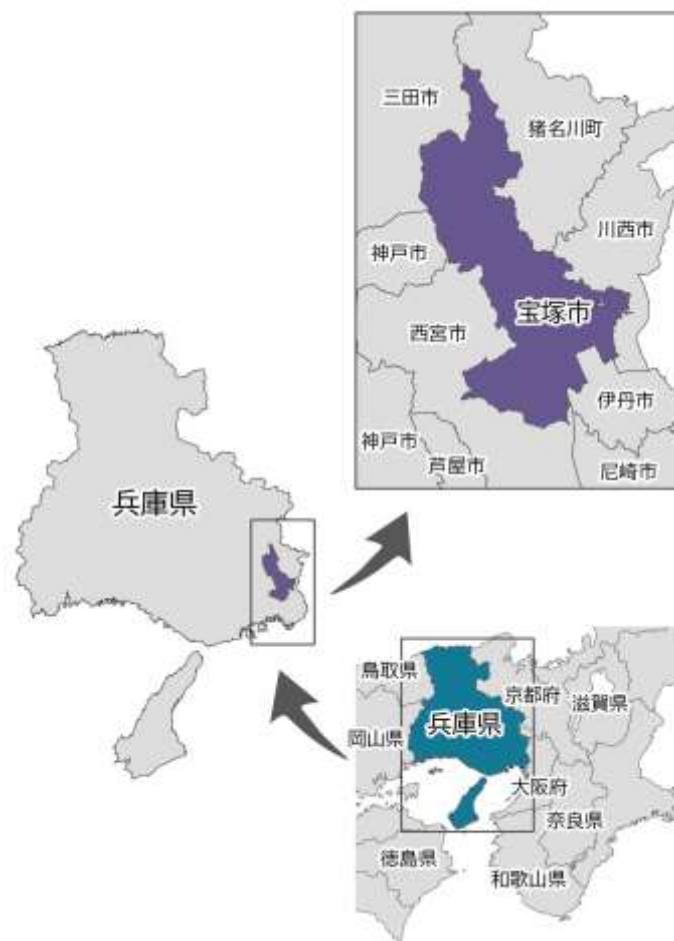 三田市
猪名川町
川西市
神戸市
宝塚市
西宮市
伊丹市
神戸市
芦屋市
尼崎市
兵庫県
鳥取県
京都府
滋賀県
兵庫県
岡山県
大阪府
奈良県
徳島県
和歌山県